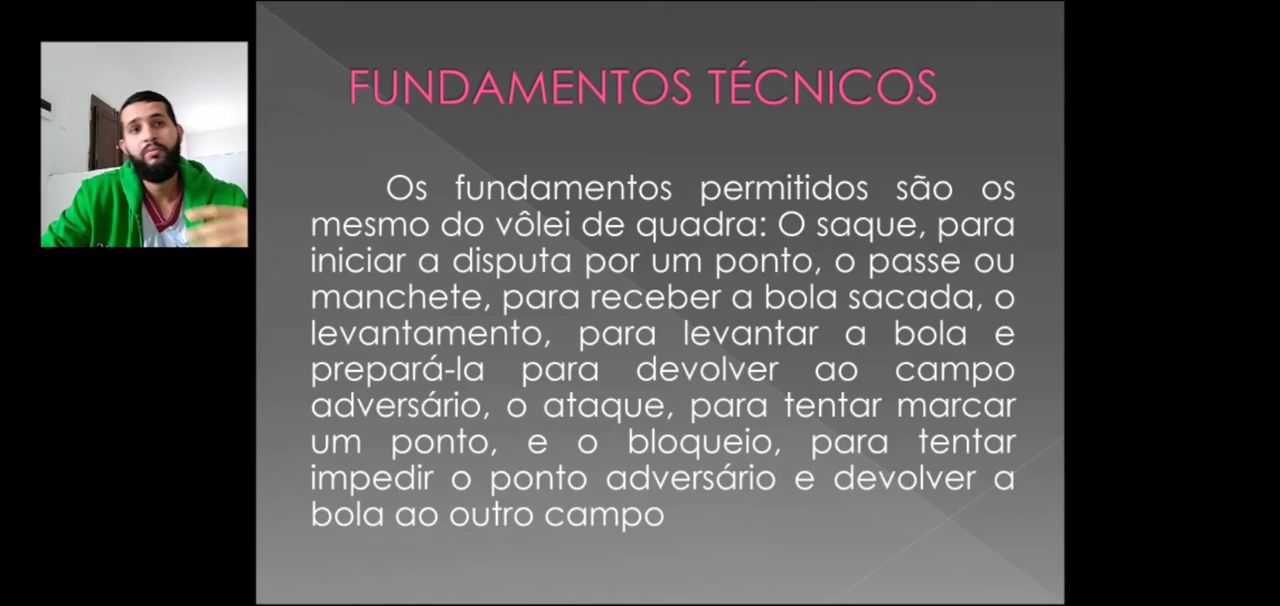 FUNDAMENTOS TÉCNICOS
Os fundamentos permitidos são os
mesmo do vôlei de quadra: O saque, para
iniciar a disputa por um ponto, o passe ou
manchete, para receber a bola sacada, o
levantamento, para levantar a bola e
prepará-la para devolver ao campo
adversário, o ataque, para tentar marcar
um ponto, e o bloqueio, para tentar
impedir o ponto adversário e devolver a
bola ao outro campo